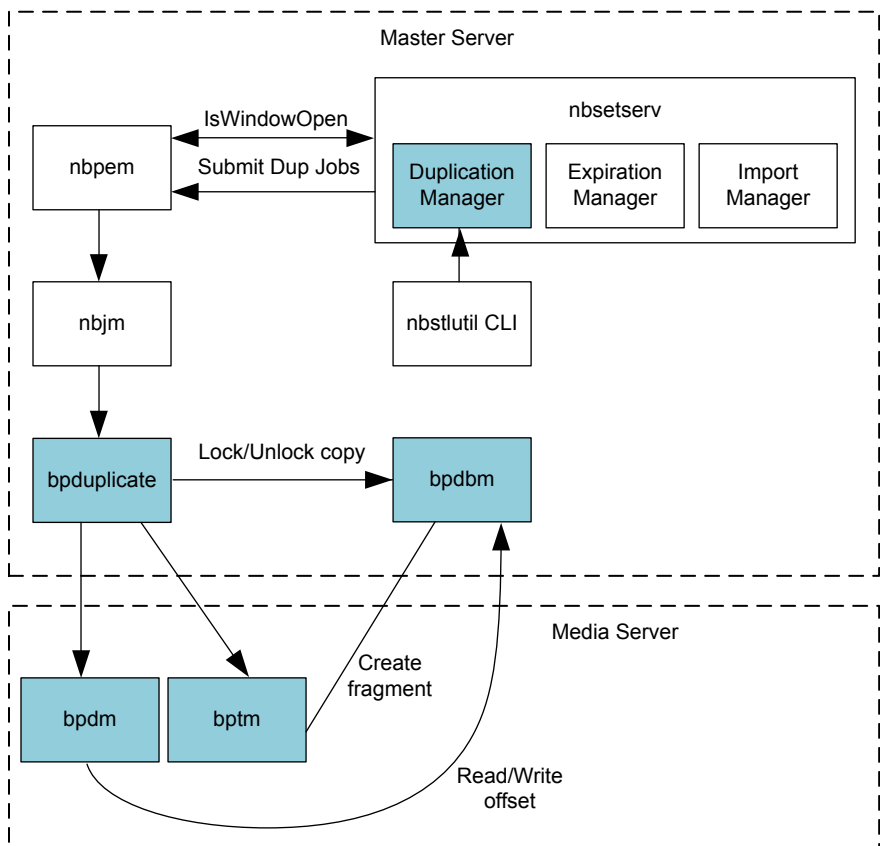 Master Server
nbsetserv
IsWindowOpen
nbpem
Submit Dup Jobs
Duplication
Manager
Expiration
Manager
Import
Manager
nbjm
nbstlutil CLI
Lock/Unlock copy
bpduplicate
bpdbm
Media Server
Create
fragment
bpdm
bptm
Read/Write
offset